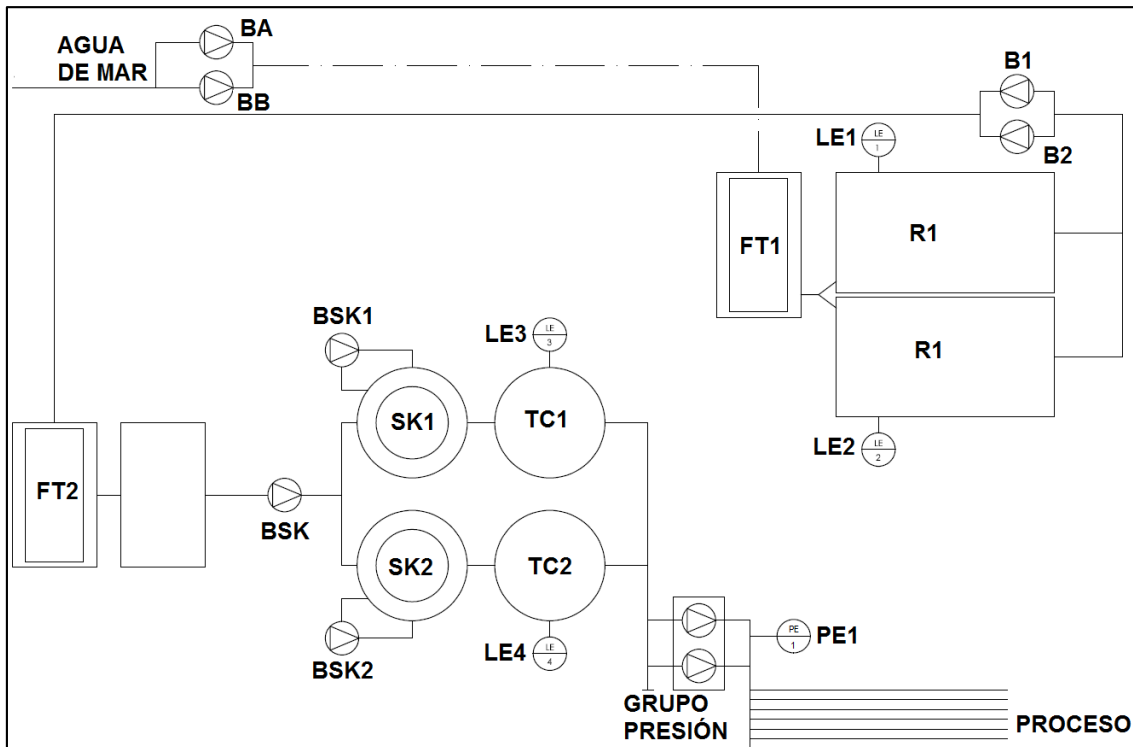 AGUA
DE MAR
BA
BB
B1
B2
LE1
LE
1
FT1
R1
R1
LE2
LE
2
BSK1
LE3
LE
3
SK1
TC1
FT2
BSK
SK2
TC2
BSK2
LE4
LE
4
PE
1
PE1
GRUPO
PRESIÓN
PROCESO